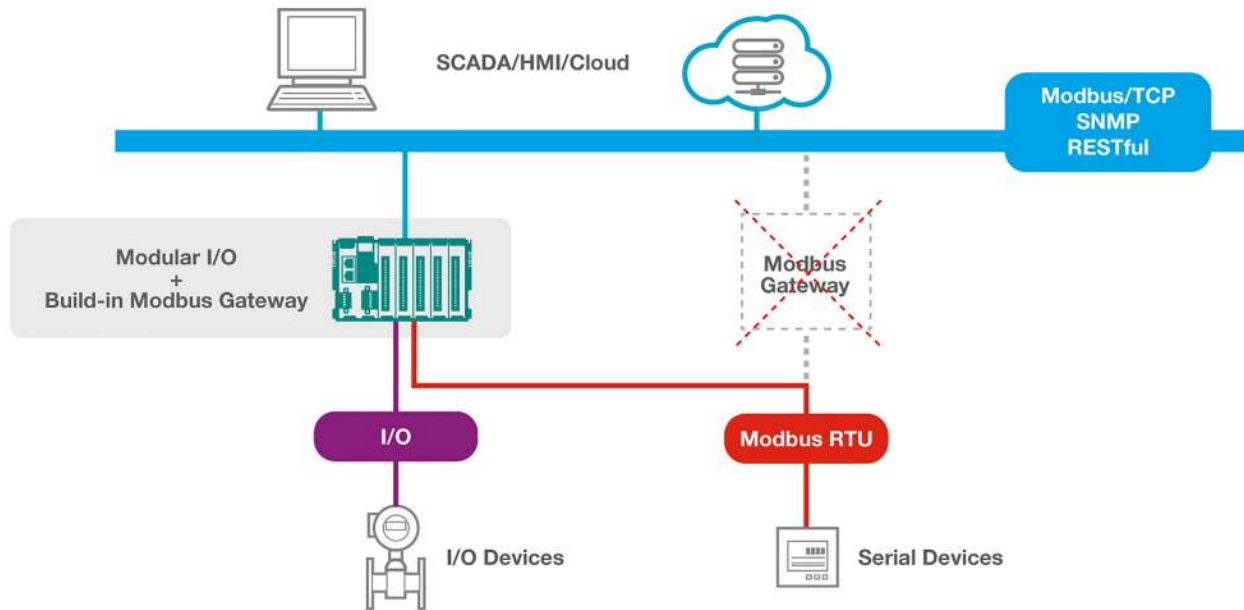 SCADA/HMI/Cloud
Modbus/TCP
SNMP
RESTful
Modular I/O
+
Build-in Modbus Gateway
Modbus
Gateway
I/O
Modbus RTU
I/O Devices
Serial Devices